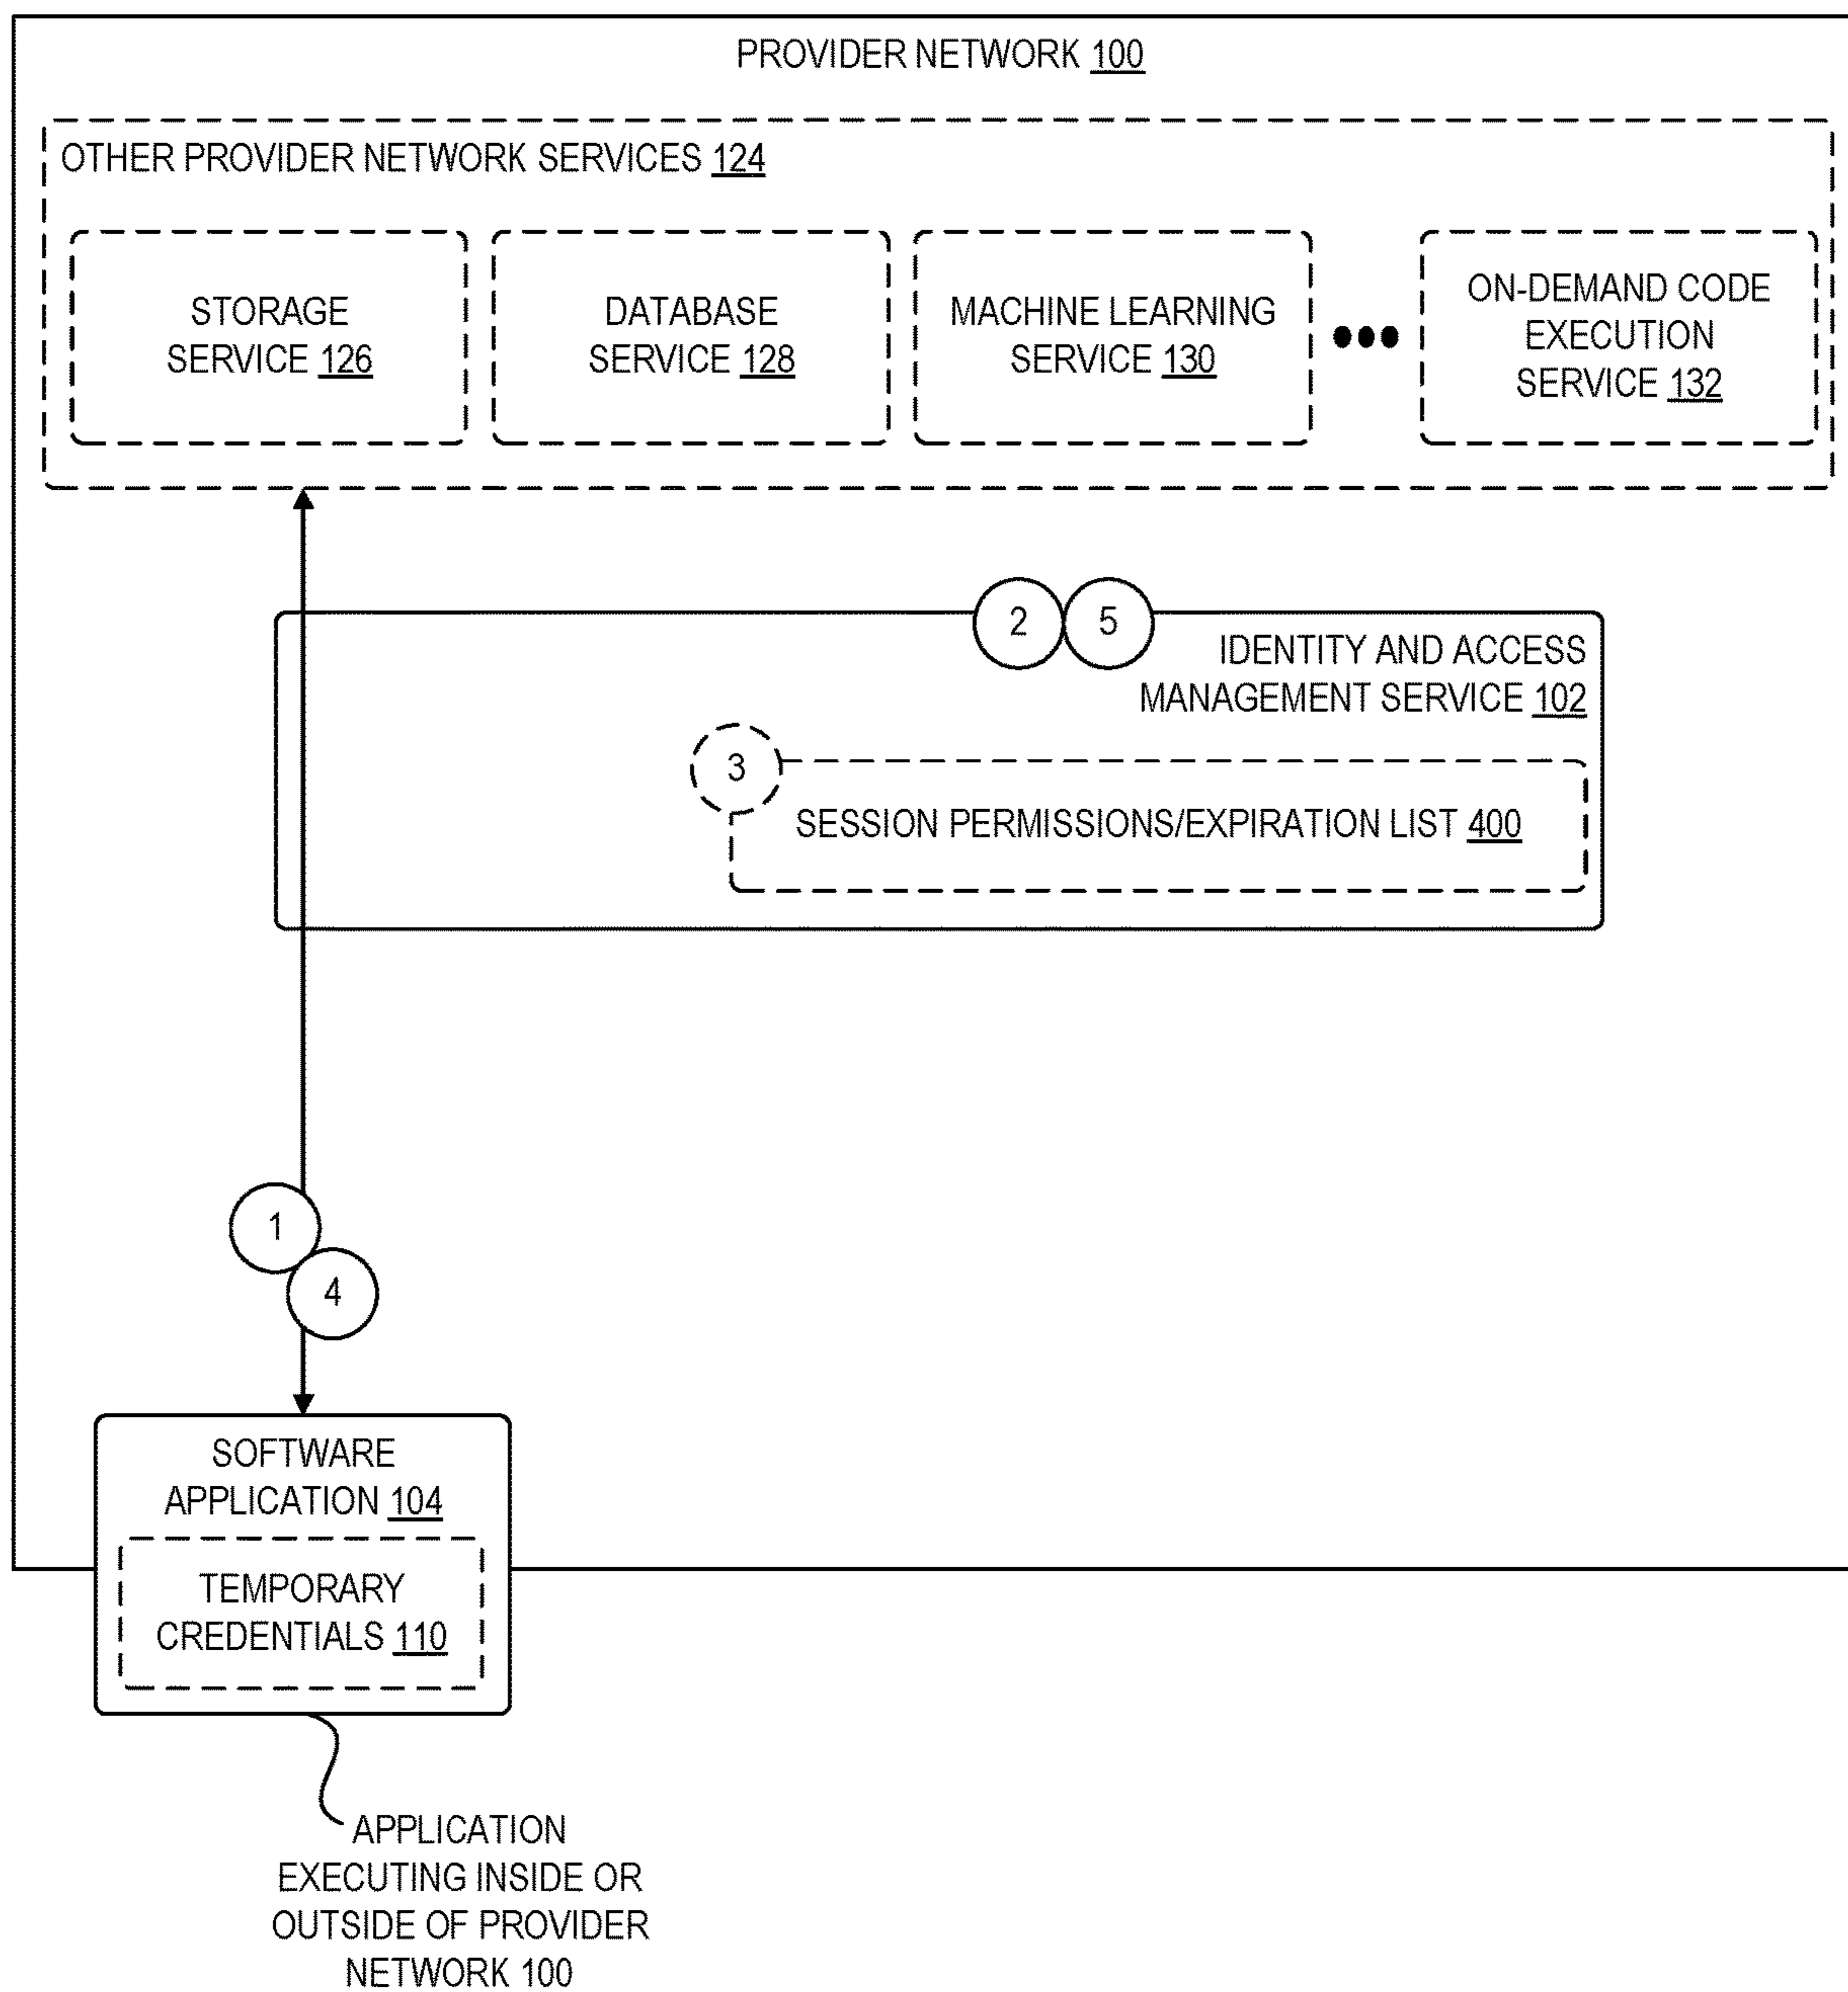 PROVIDER NETWORK 100
OTHER PROVIDER NETWORK SERVICES 124
STORAGE
SERVICE 126
DATABASE
SERVICE 128
MACHINE LEARNING
SERVICE 130
ON-DEMAND CODE
EXECUTION
SERVICE 132
2
5
IDENTITY AND ACCESS
MANAGEMENT SERVICE 102
3
SESSION PERMISSIONS/EXPIRATION LIST 400
1
4
SOFTWARE
APPLICATION 104
TEMPORARY
CREDENTIALS 110
APPLICATION
EXECUTING INSIDE OR
OUTSIDE OF PROVIDER
NETWORK 100